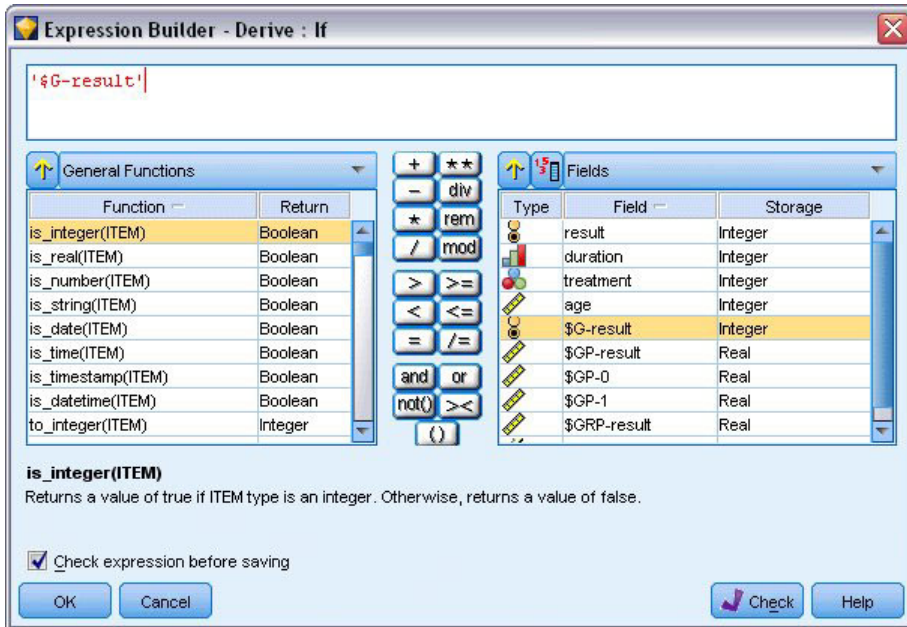 Expression Builder - Derive : If
'$G-result'
General Functions
Function Return
is_integer(ITEM) Boolean
is_real(ITEM) Boolean
is_number(ITEM) Boolean
is_string(ITEM) Boolean
is_date(ITEM) Boolean
is_time(ITEM) Boolean
is_timestamp(ITEM) Boolean
is_datetime(ITEM) Boolean
to_integer(ITEM) Integer
+ **
- div
* rem
/ mod
> >=
< <=
= /=
and or
not() ><
()
Fields
Type Field Storage
result Integer
duration Integer
treatment Integer
age Integer
$G-result Integer
$GP-result Real
$GP-0 Real
$GP-1 Real
$GRP-result Real
is_integer(ITEM)
Returns a value of true if ITEM type is an integer. Otherwise, returns a value of false.
Check expression before saving
OK Cancel Check Help